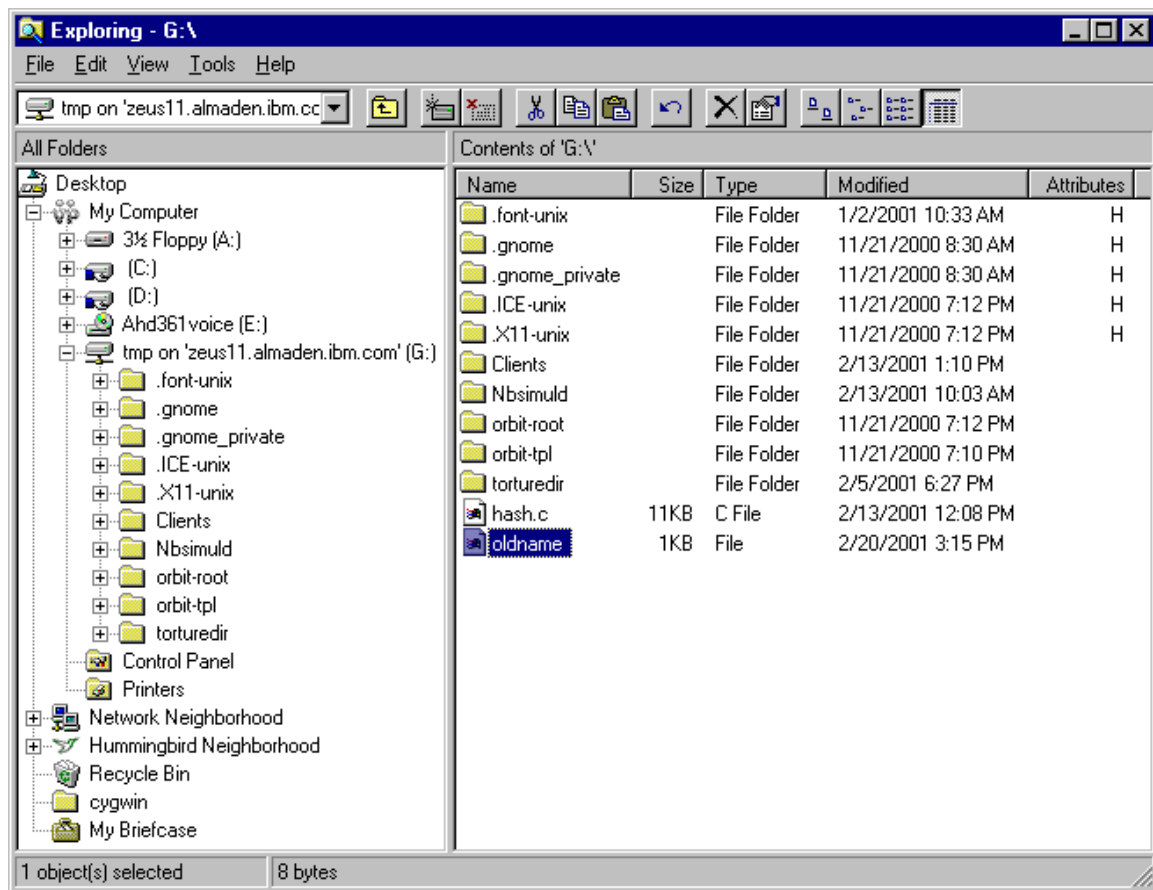 Exploring - G:\
File Edit View Tools Help
tmp on 'zeus11.almaden.ibm.cc
All Folders
Contents of 'G:\'
Desktop
My Computer
3½ Floppy (A:)
(C:)
(D:)
Ahd361voice (E:)
tmp on 'zeus11.almaden.ibm.com' (G:)
.font-unix
.gnome
.gnome_private
.ICE-unix
.X11-unix
Clients
Nbsimuld
orbit-root
orbit-tpl
torturedir
Control Panel
Printers
Network Neighborhood
Hummingbird Neighborhood
Recycle Bin
cygwin
My Briefcase
Name Size Type Modified Attributes
.font-unix File Folder 1/2/2001 10:33 AM H
.gnome File Folder 11/21/2000 8:30 AM H
.gnome_private File Folder 11/21/2000 8:30 AM H
.ICE-unix File Folder 11/21/2000 7:12 PM H
.X11-unix File Folder 11/21/2000 7:12 PM H
Clients File Folder 2/13/2001 1:10 PM
Nbsimuld File Folder 2/13/2001 10:03 AM
orbit-root File Folder 11/21/2000 7:12 PM
orbit-tpl File Folder 11/21/2000 7:10 PM
torturedir File Folder 2/5/2001 6:27 PM
hash.c 11KB C File 2/13/2001 12:08 PM
oldname 1KB File 2/20/2001 3:15 PM
1 object(s) selected
8 bytes